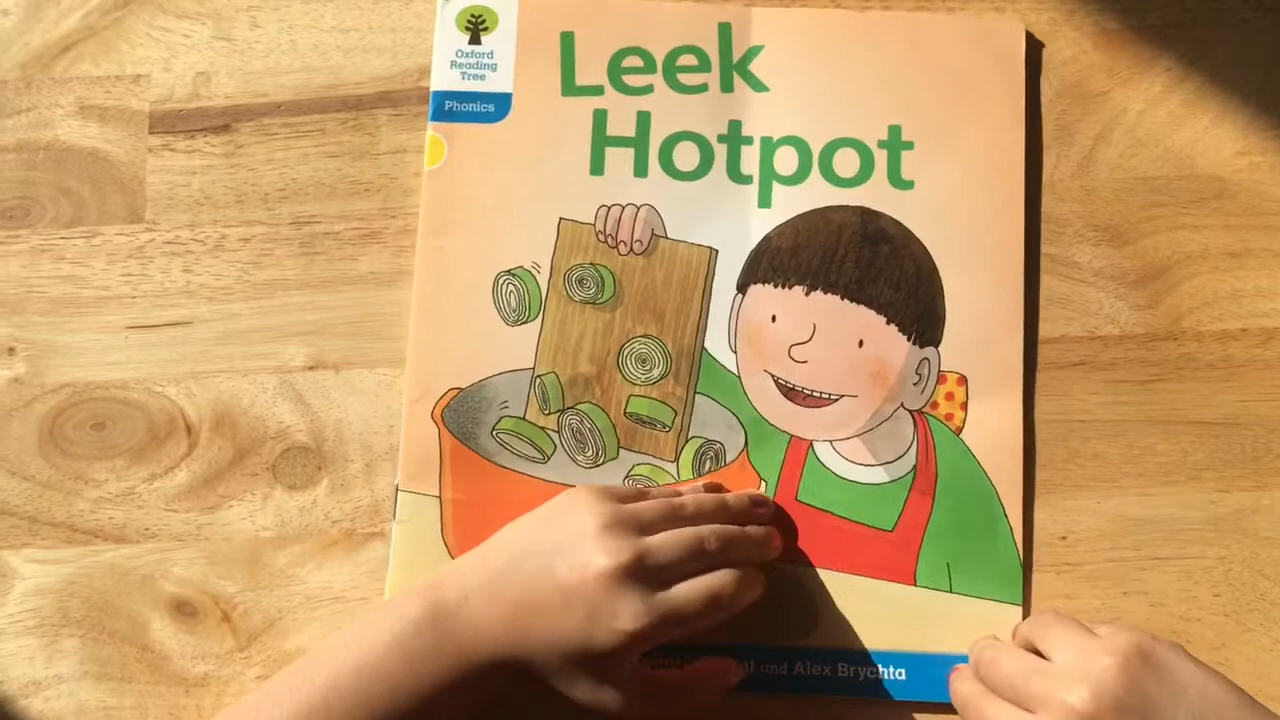 Oxford
Reading
Tree
Phonics
Leek
Hotpot
and Alex Brychta